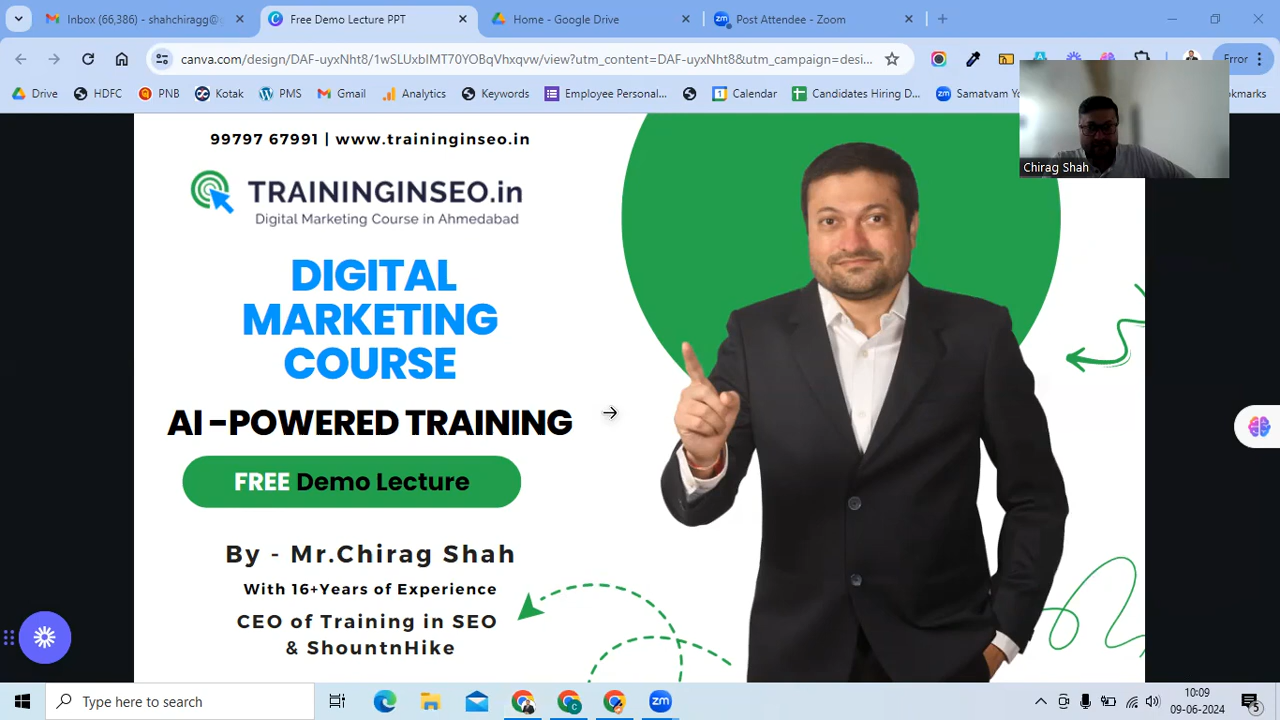 Inbox (66,386) - shahchiragg@
Free Demo Lecture PPT
Home - Google Drive
Post Attendee - Zoom
canva.com/design/DAF-uyxNht8/1wSLUxbIMT70YOBqVhxqvw/view?utm_content=DAF-uyxNht8&utm_campaign=desi...
Error
Drive
HDFC
PNB
Kotak
PMS
Gmail
Analytics
Keywords
Employee Personal...
Calendar
Candidates Hiring D...
Samatvam Yo
kmarks
Chirag Shah
99797 67991 | www.traininginseo.in
TRAININGINSEO.in
Digital Marketing Course in Ahmedabad
DIGITAL
MARKETING
COURSE
AI –POWERED TRAINING
FREE Demo Lecture
By - Mr.Chirag Shah
With 16+Years of Experience
CEO of Training in SEO
& ShountnHike
Type here to search
zm
10:09
09-06-2024
5